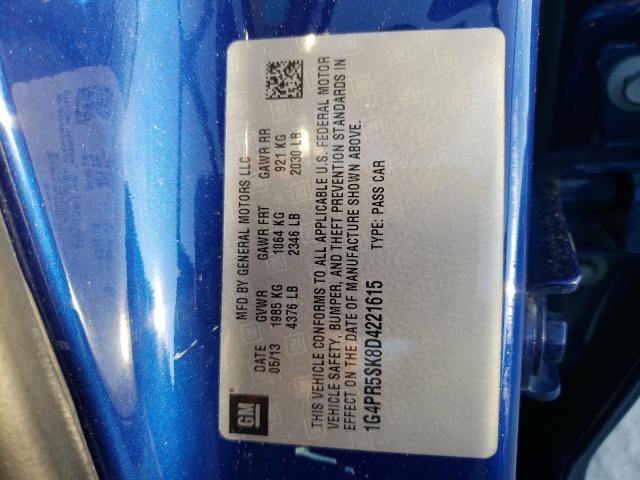 MFD BY GENERAL MOTORS LLC
DATE GVWR GAWR FRT GAWR RR
05/13 1985 KG 1064 KG 921 KG
4376 LB 2346 LB 2030 LB
THIS VEHICLE CONFORMS TO ALL APPLICABLE U.S. FEDERAL MOTOR
VEHICLE SAFETY, BUMPER, AND THEFT PREVENTION STANDARDS IN
EFFECT ON THE DATE OF MANUFACTURE SHOWN ABOVE.
1G4PR5SK8D4221615 TYPE: PASS CAR
GM